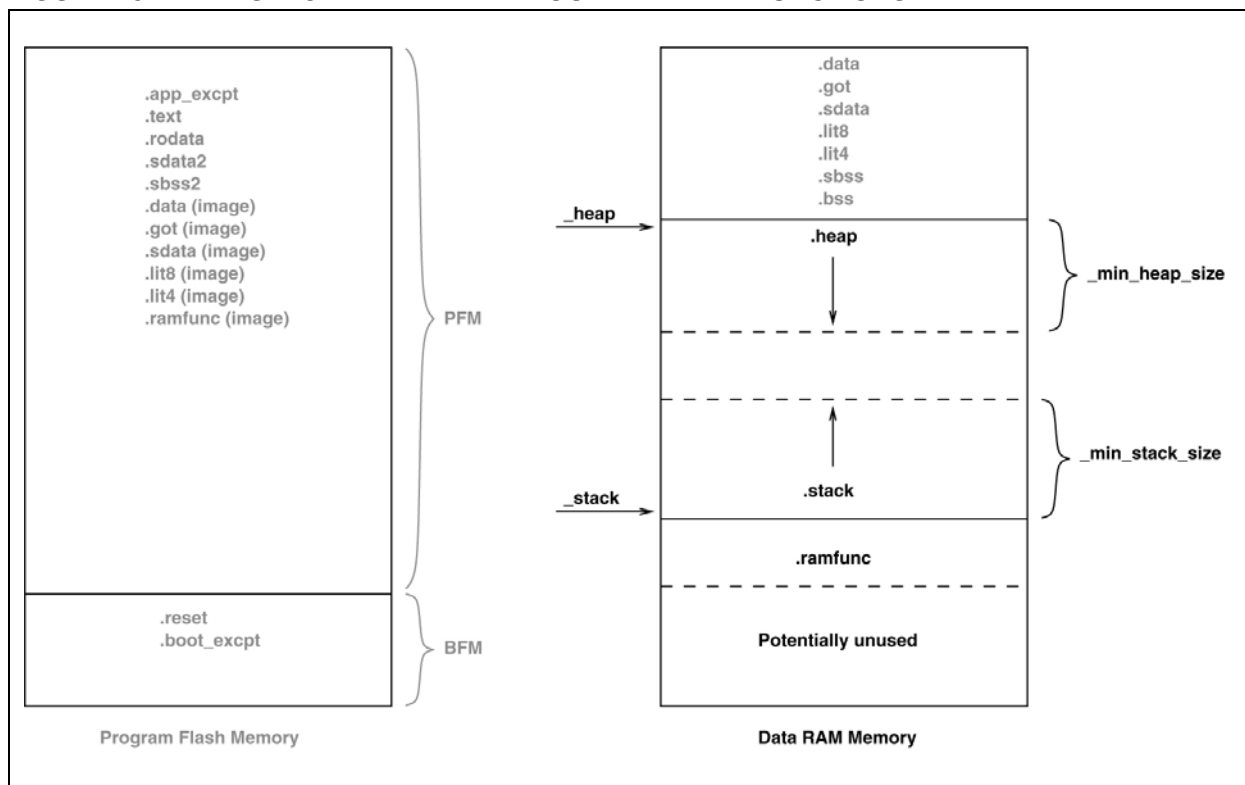 .app_excpt
.text
.rodata
.sdata2
.sbss2
.data (image)
.got (image)
.sdata (image)
.lit8 (image)
.lit4 (image)
.ramfunc (image)
PFM
.reset
.boot_excpt
BFM
Program Flash Memory
.data
.got
.sdata
.lit8
.lit4
.sbss
.bss
_heap
.heap
_min_heap_size
_min_stack_size
.stack
_stack
.ramfunc
Potentially unused
Data RAM Memory